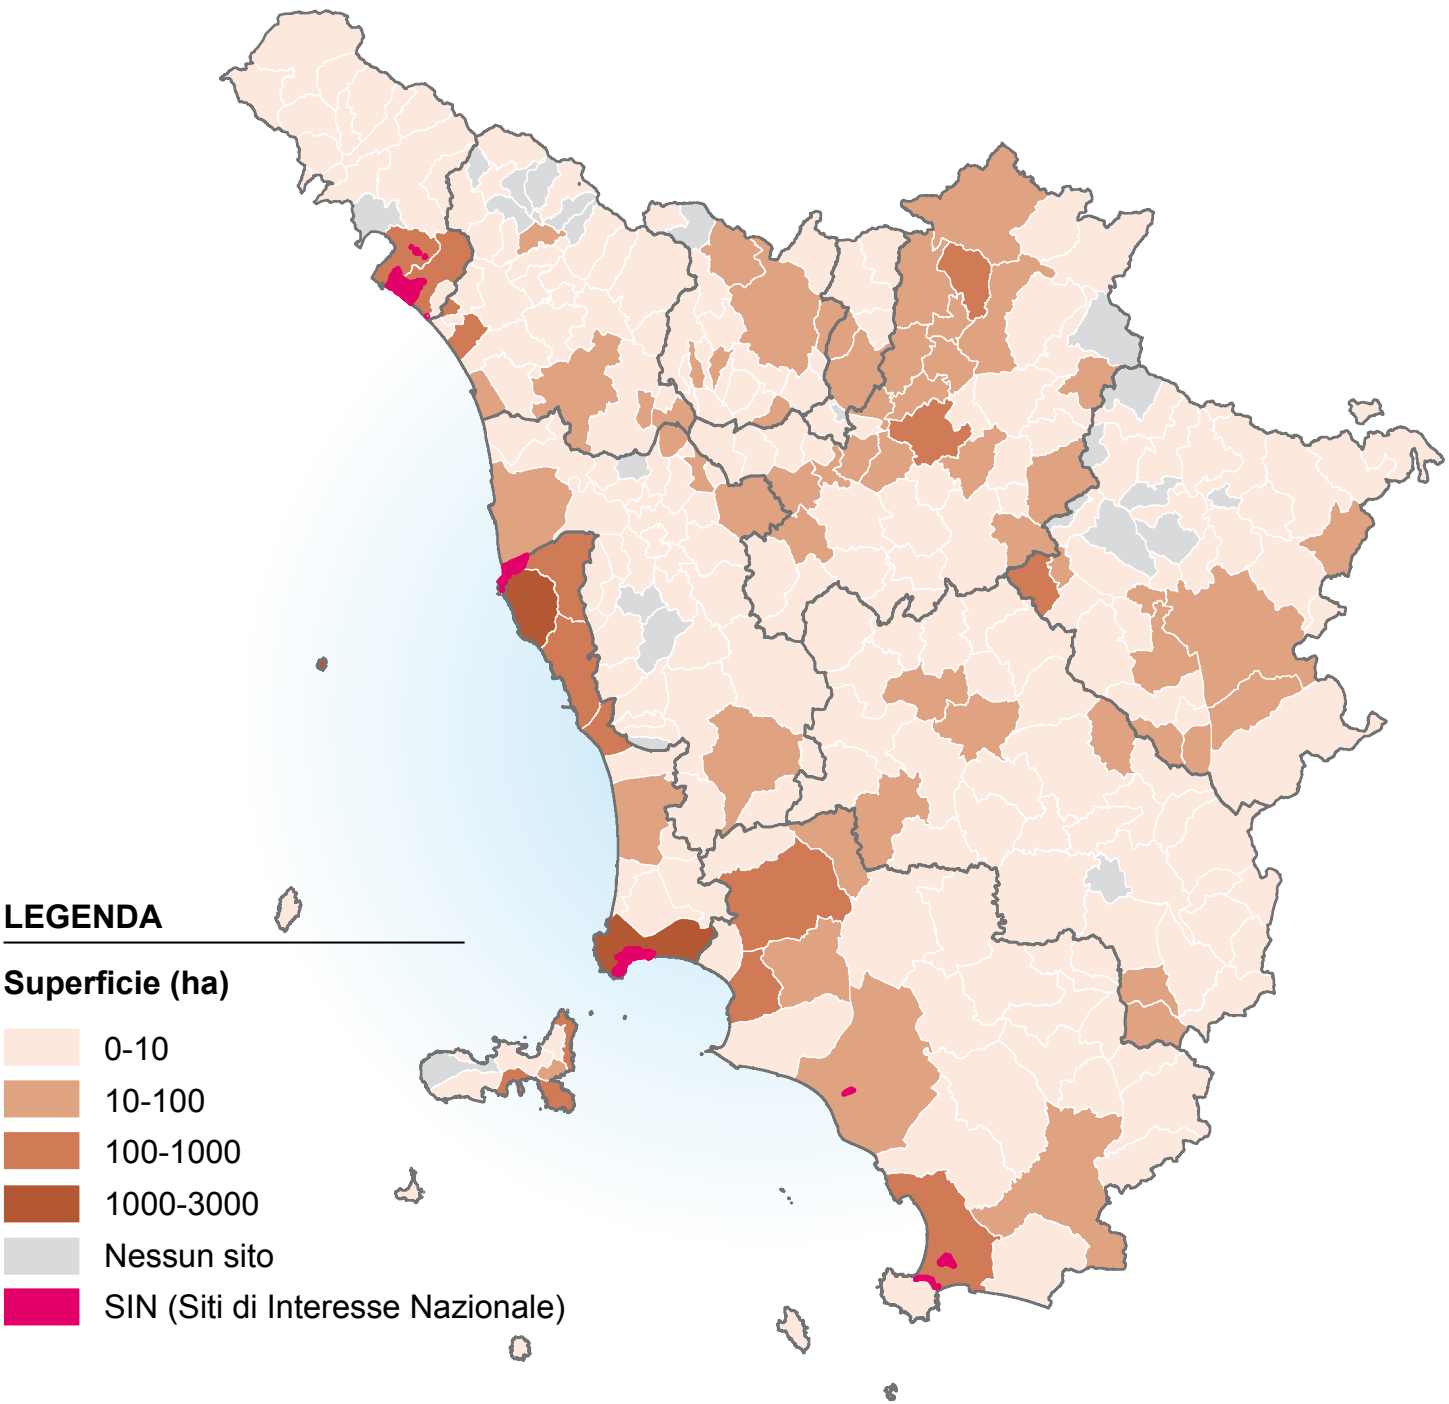 LEGENDA
Superficie (ha)
0-10
10-100
100-1000
1000-3000
Nessun sito
SIN (Siti di Interesse Nazionale)